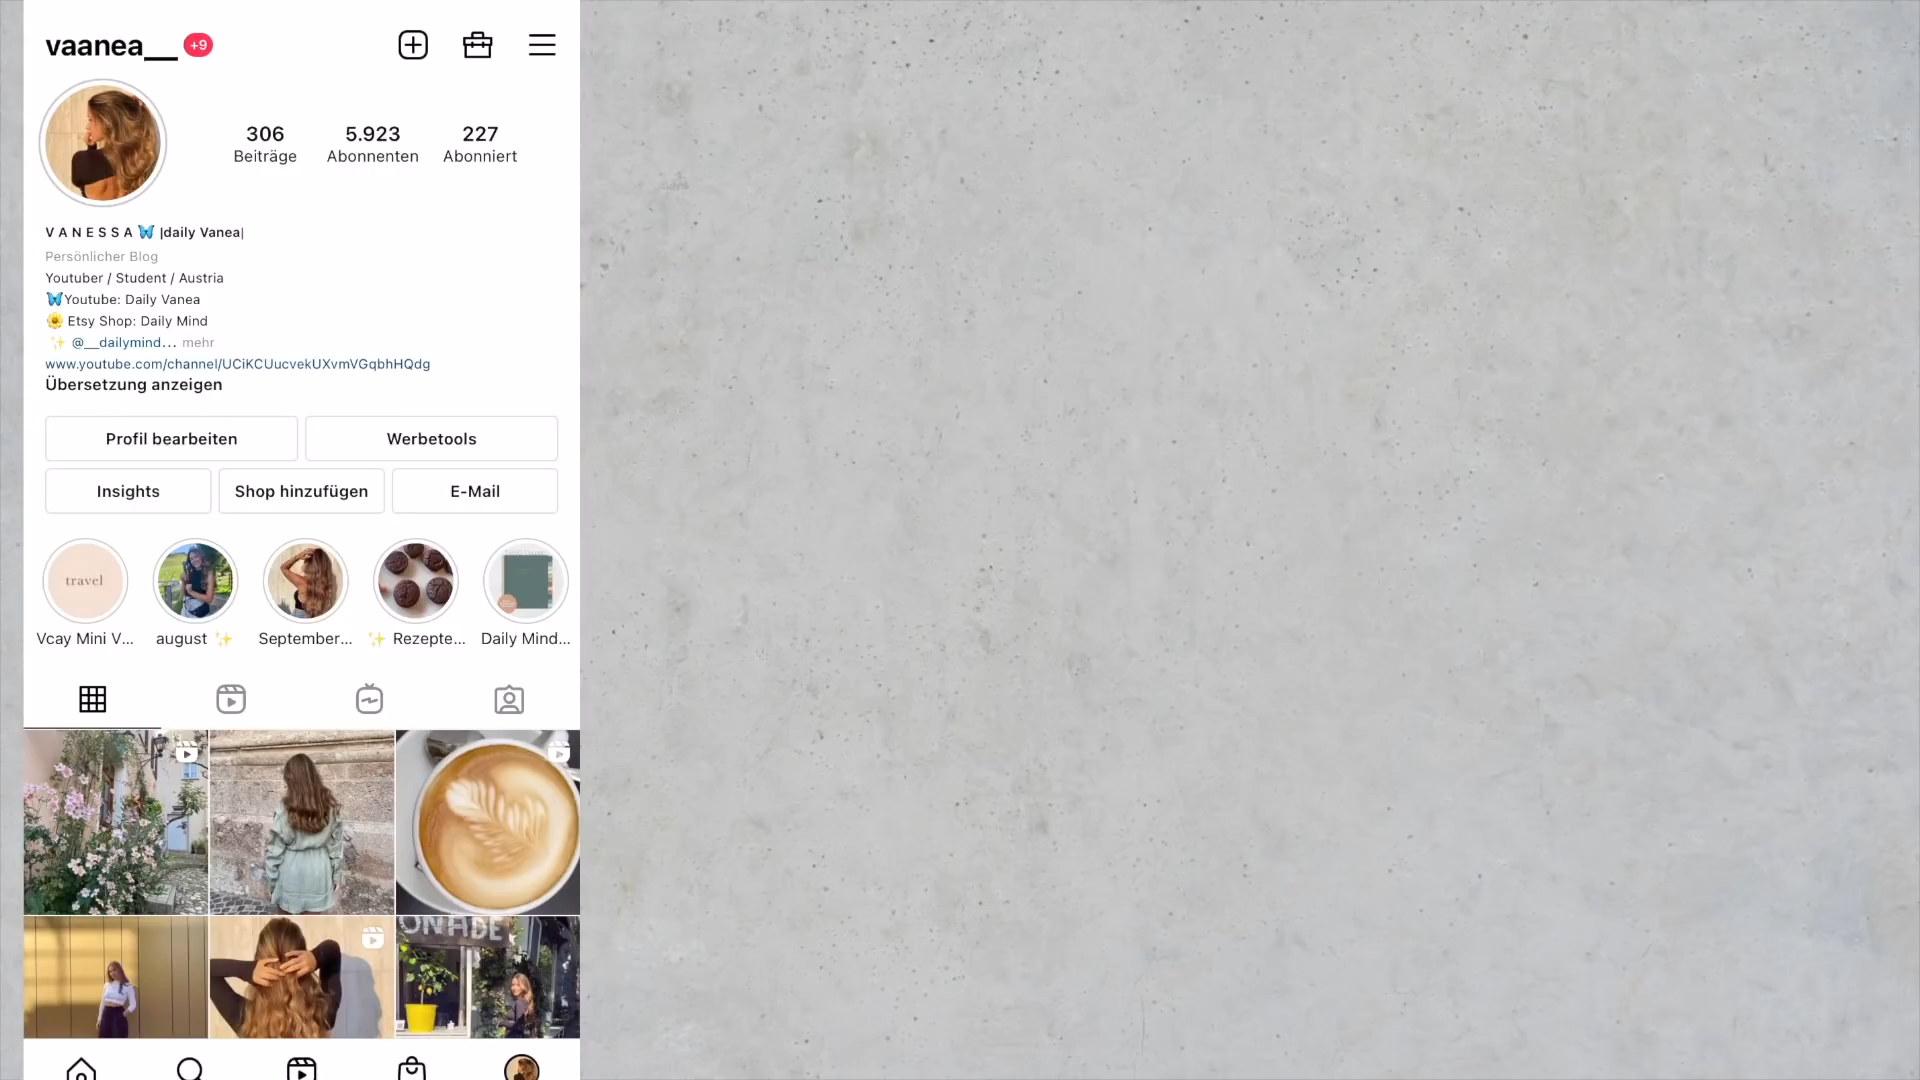 vaanea__ +9
306 5.923 227
Beiträge Abonnenten Abonniert
V A N E S S A 🦋 |daily Vanea|
Persönlicher Blog
Youtuber / Student / Austria
🦋Youtube: Daily Vanea
🌼 Etsy Shop: Daily Mind
✨ @__dailymind... mehr
www.youtube.com/channel/UCiKCUucvekUXvmVGqbhHQdg
Übersetzung anzeigen
Profil bearbeiten Werbetools
Insights Shop hinzufügen E-Mail
travel
Vcay Mini V... august ✨ September... ✨ Rezepte... Daily Mind...
ONADE